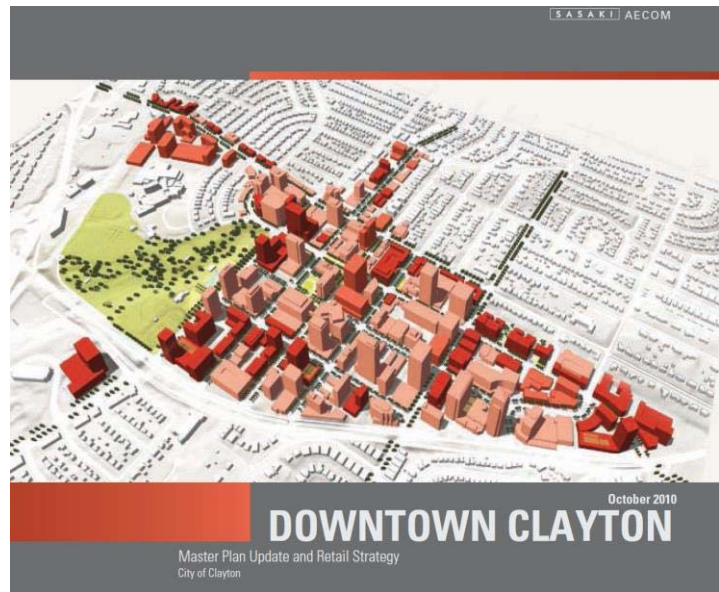 SASAKI AECOM
October 2010
DOWNTOWN CLAYTON
Master Plan Update and Retail Strategy
City of Clayton